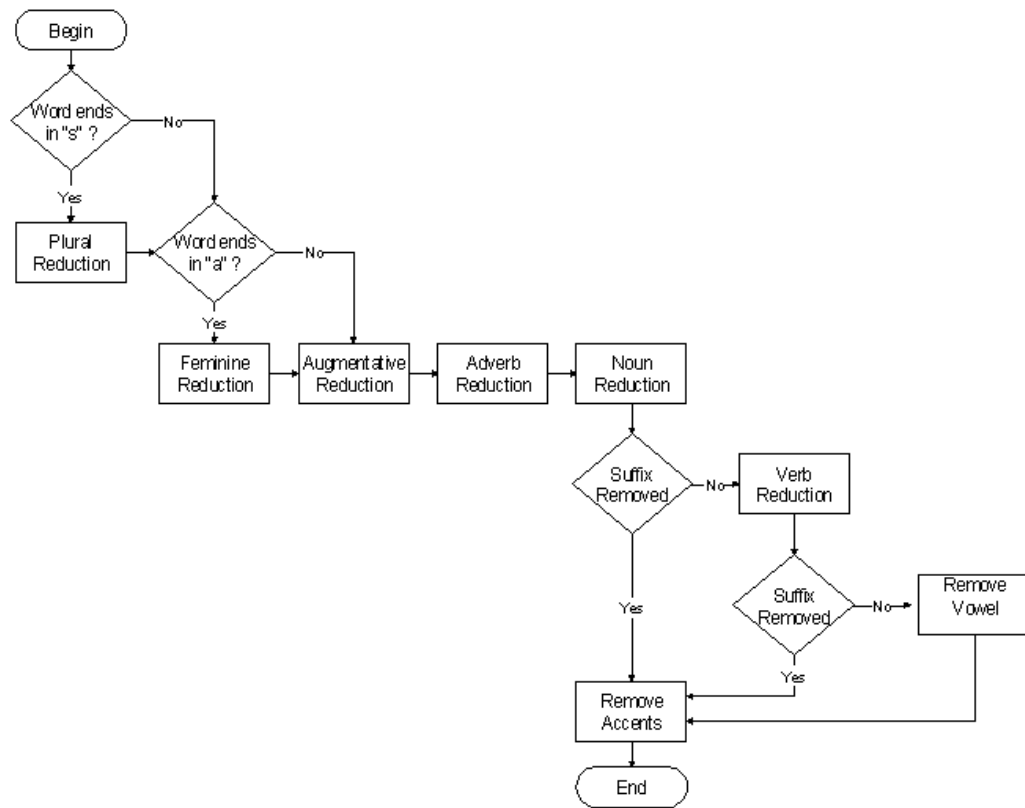 Begin
Word ends
in "s" ?
No
Yes
Plural
Reduction
Word ends
in "a" ?
No
Yes
Feminine
Reduction
Augmentative
Reduction
Adverb
Reduction
Noun
Reduction
Suffix
Removed
No
Verb
Reduction
Yes
Suffix
Removed
No
Remove
Vowel
Yes
Remove
Accents
End